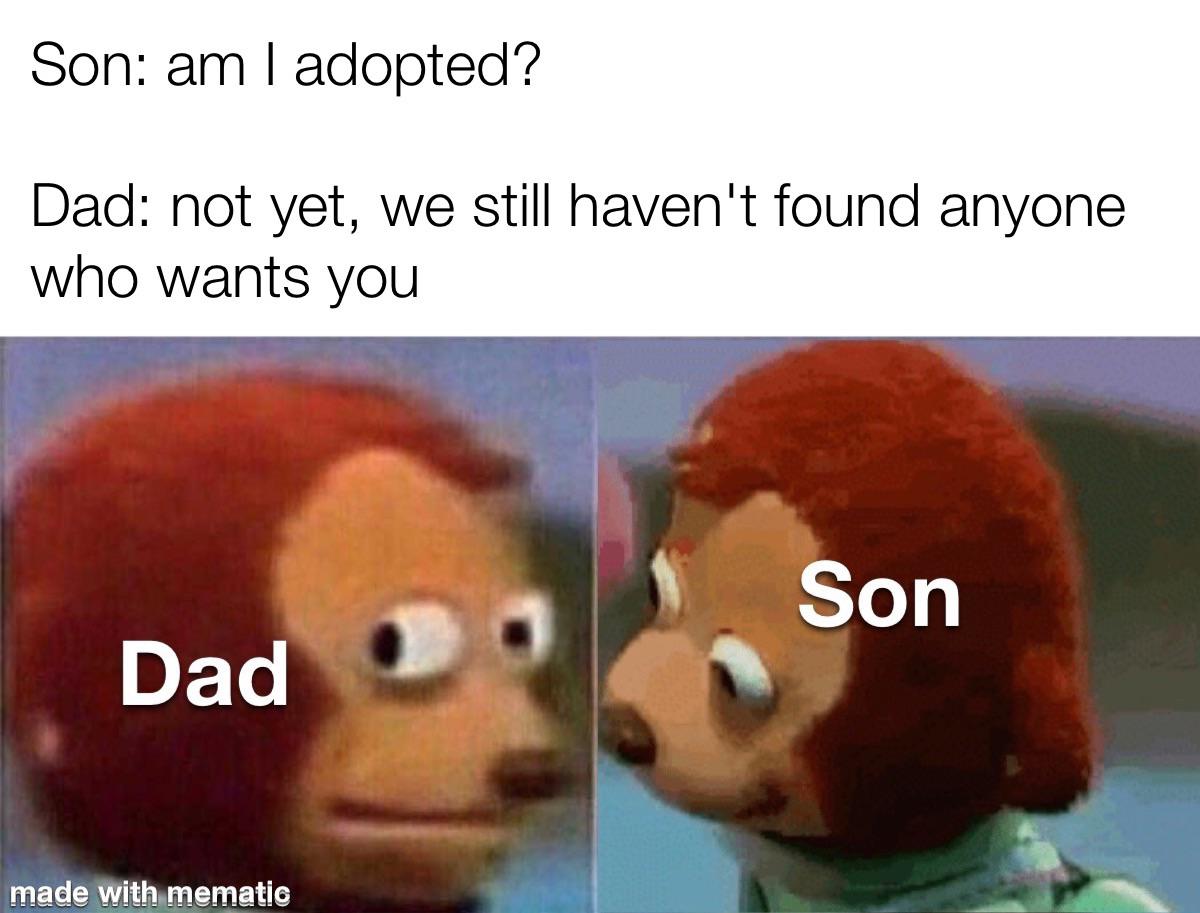 Son: am I adopted?
Dad: not yet, we still haven't found anyone
who wants you
Dad
Son
made with mematic